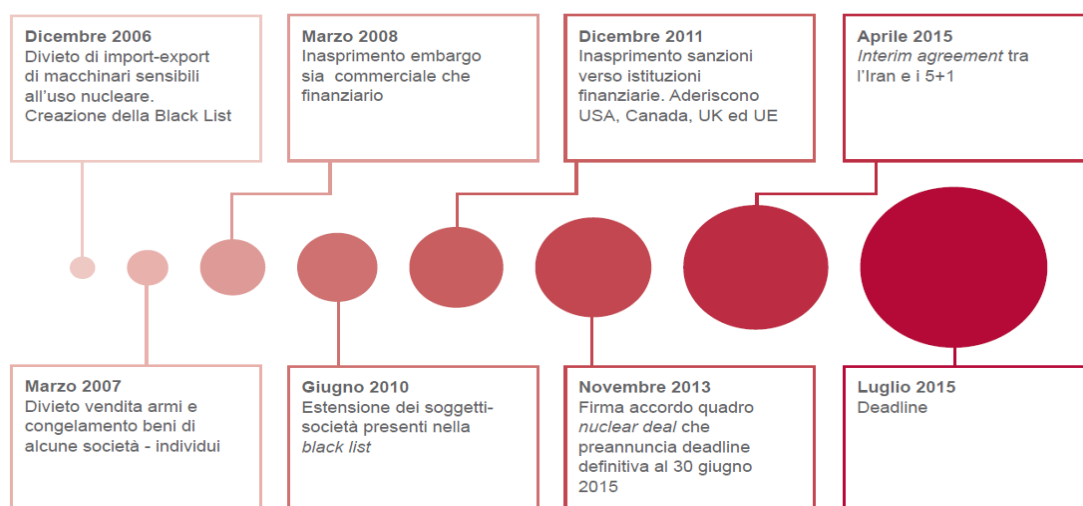 Dicembre 2006
Divieto di import-export
di macchinari sensibili
all'uso nucleare.
Creazione della Black List
Marzo 2008
Inasprimento embargo
sia commerciale che
finanziario
Dicembre 2011
Inasprimento sanzioni
verso istituzioni
finanziarie. Aderiscono
USA, Canada, UK ed UE
Aprile 2015
Interim agreement tra
l'Iran e i 5+1
Marzo 2007
Divieto vendita armi e
congelamento beni di
alcune società - individui
Giugno 2010
Estensione dei soggetti-
società presenti nella
black list
Novembre 2013
Firma accordo quadro
nuclear deal che
preannuncia deadline
definitiva al 30 giugno
2015
Luglio 2015
Deadline